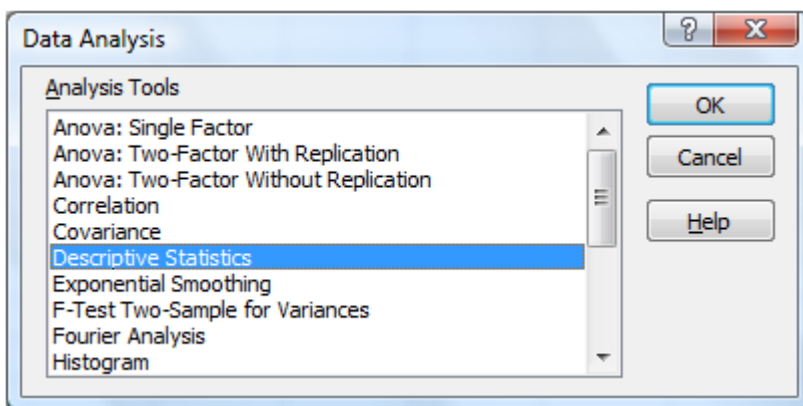 Data Analysis
Analysis Tools
Anova: Single Factor
Anova: Two-Factor With Replication
Anova: Two-Factor Without Replication
Correlation
Covariance
Descriptive Statistics
Exponential Smoothing
F-Test Two-Sample for Variances
Fourier Analysis
Histogram
OK
Cancel
Help